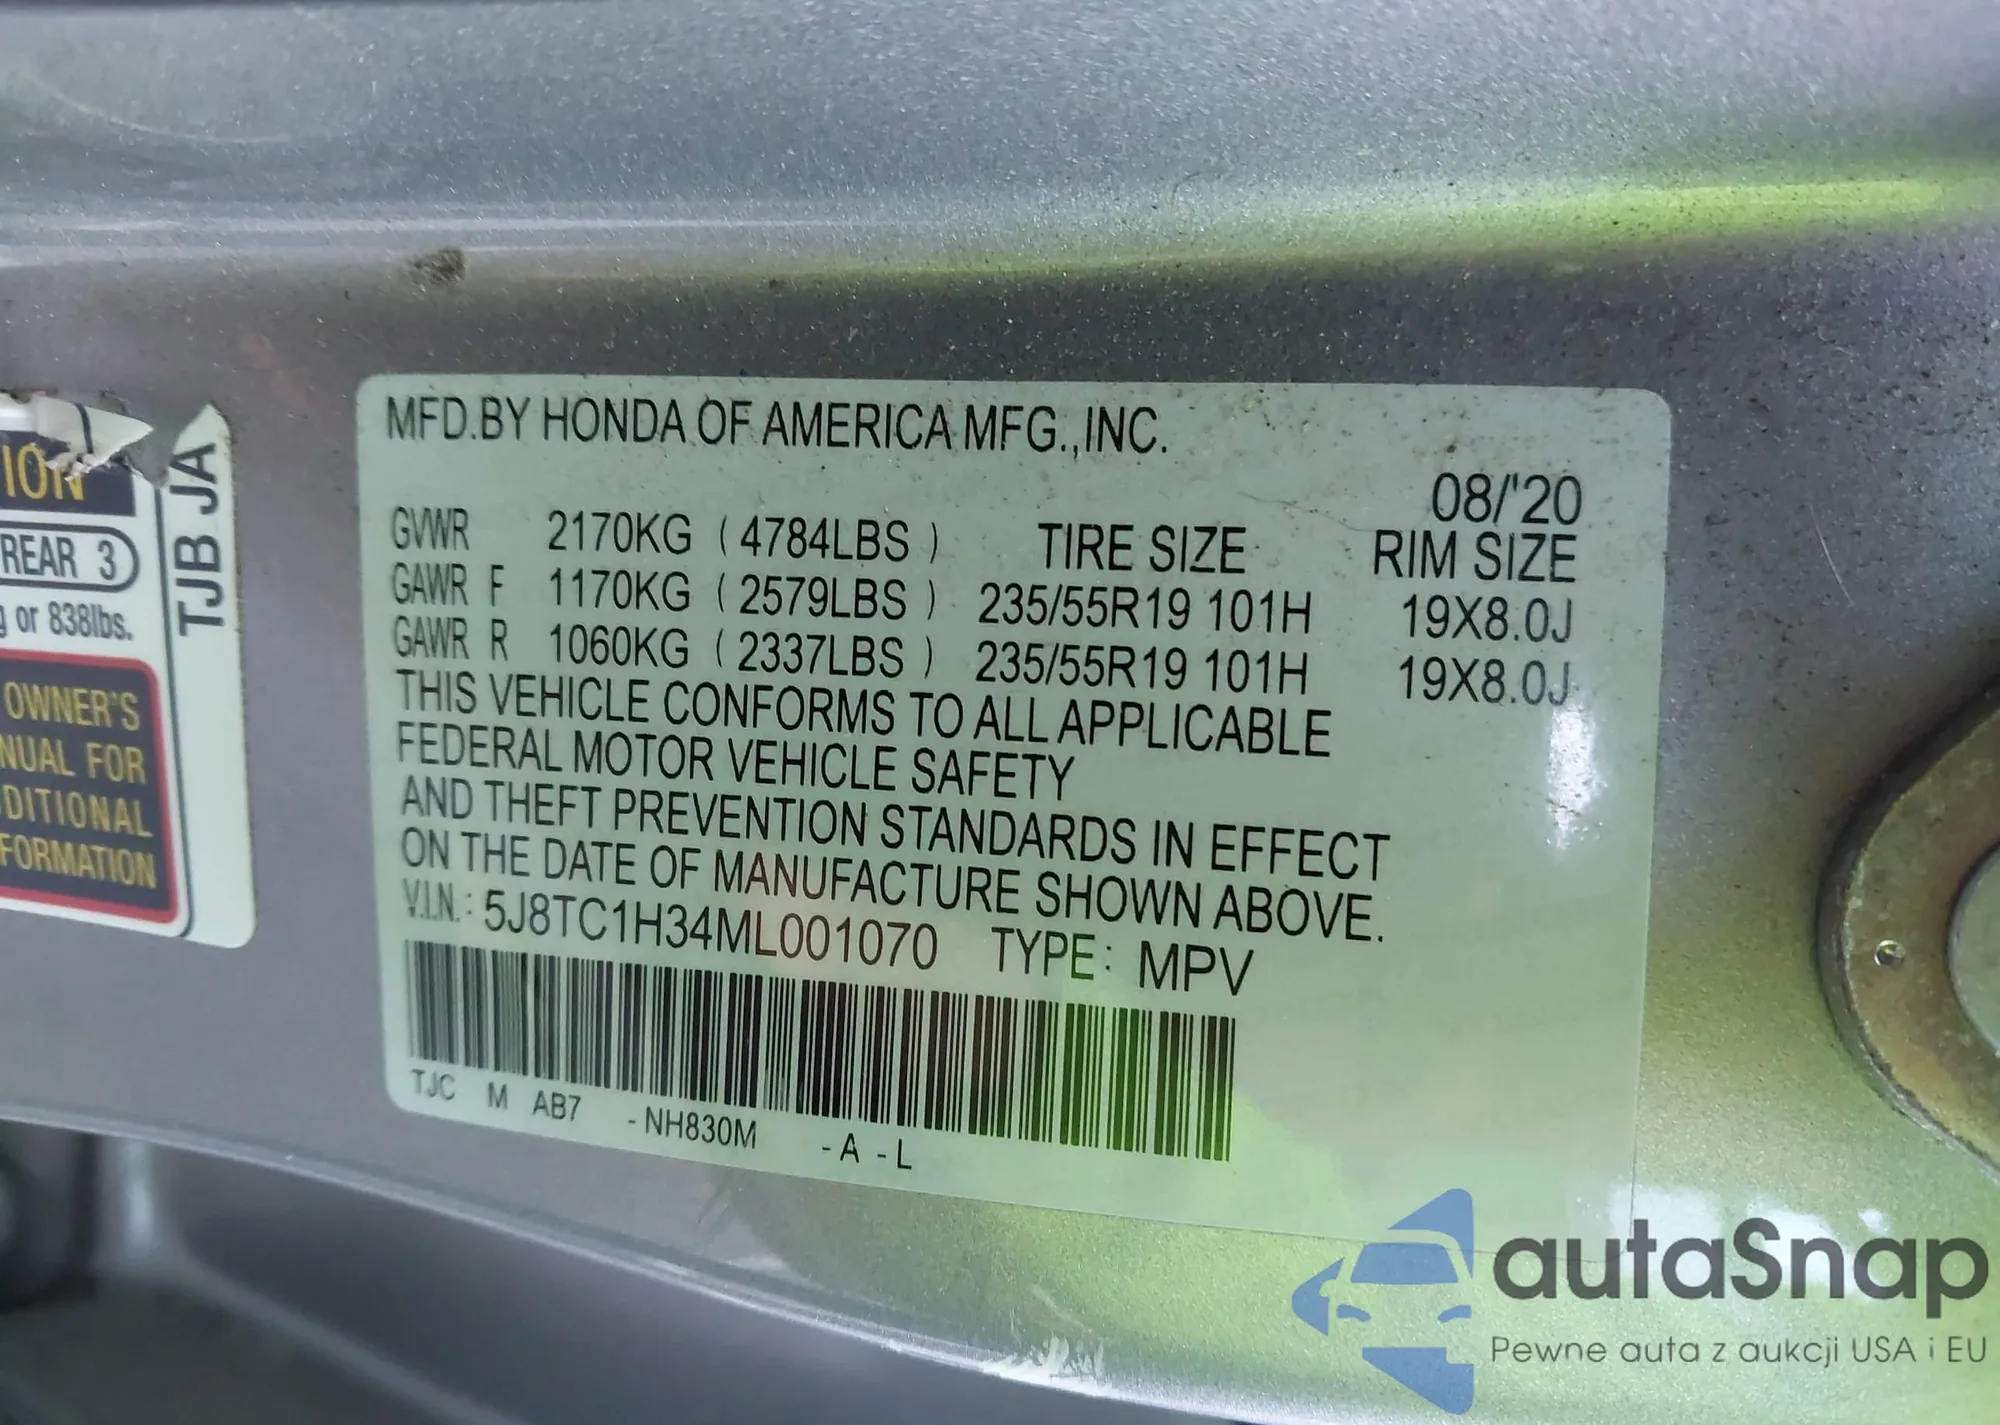 MFD.BY HONDA OF AMERICA MFG.,INC.
08/'20
GVWR 2170KG ( 4784LBS ) TIRE SIZE RIM SIZE
GAWR F 1170KG ( 2579LBS ) 235/55R19 101H 19X8.0J
GAWR R 1060KG ( 2337LBS ) 235/55R19 101H 19X8.0J
THIS VEHICLE CONFORMS TO ALL APPLICABLE
FEDERAL MOTOR VEHICLE SAFETY
AND THEFT PREVENTION STANDARDS IN EFFECT
ON THE DATE OF MANUFACTURE SHOWN ABOVE.
V.I.N.: 5J8TC1H34ML001070 TYPE: MPV
TJC M AB7 -NH830M -A -L
ION
REAR 3
g or 838lbs.
OWNER'S
NUAL FOR
DITIONAL
FORMATION
TJB JA
autaSnap
Pewne auta z aukcji USA i EU